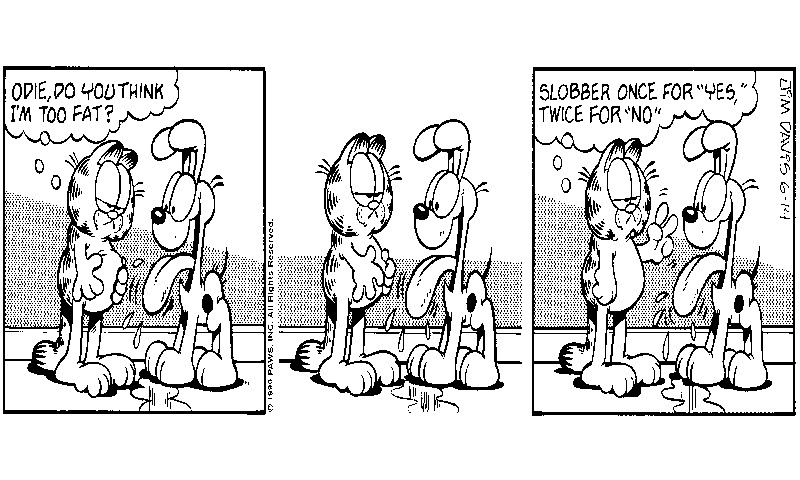 ODIE, DO YOU THINK
I'M TOO FAT?
© 1990 PAWS, INC. All Rights Reserved.
SLOBBER ONCE FOR "YES,"
TWICE FOR "NO"
JIM DAVIS 6-14